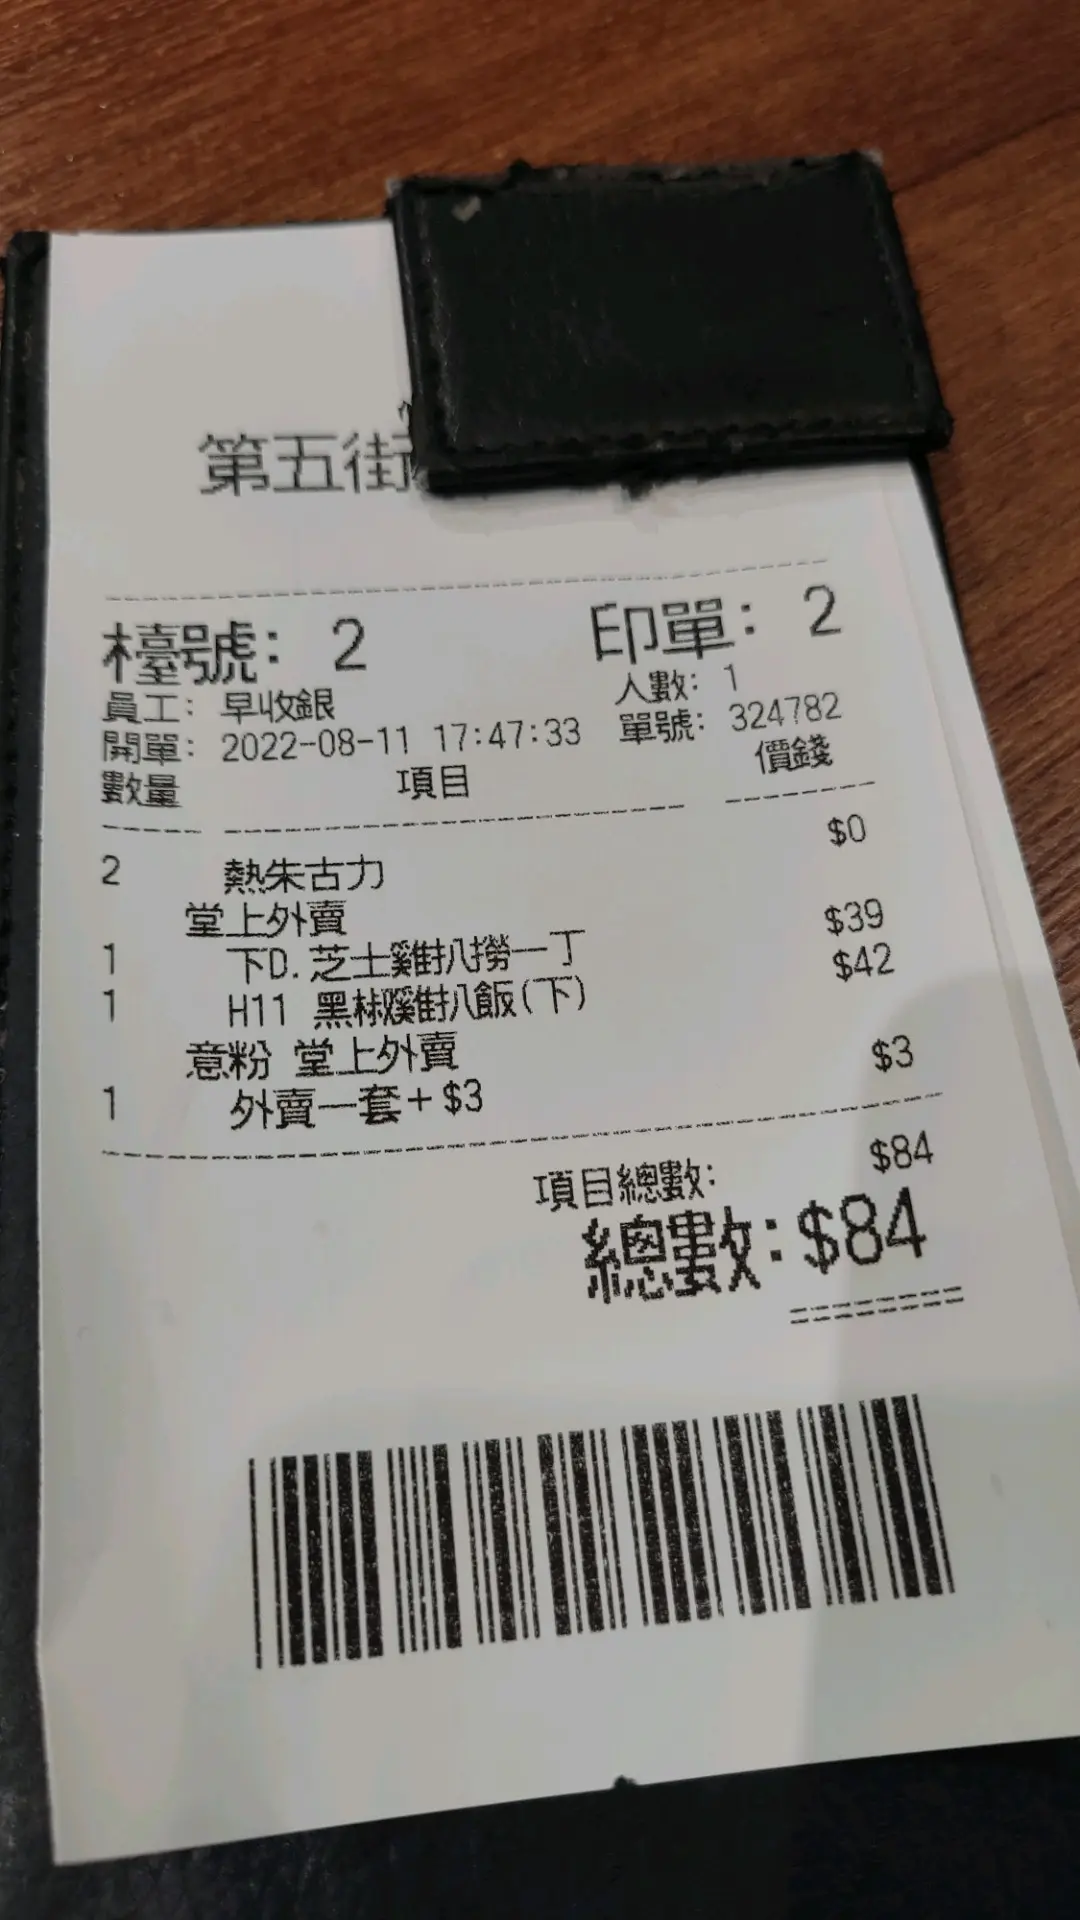 第五街
檯號: 2 印單: 2
員工: 早收銀 人數: 1
開單: 2022-08-11 17:47:33 單號: 324782
數量 項目 價錢
2 熱朱古力 $0
堂上外賣
1 下D. 芝士雞扒撈一丁 $39
1 H11 黑椒雞扒飯(下) $42
意粉 堂上外賣
1 外賣一套+$3 $3
項目總數: $84
總數: $84